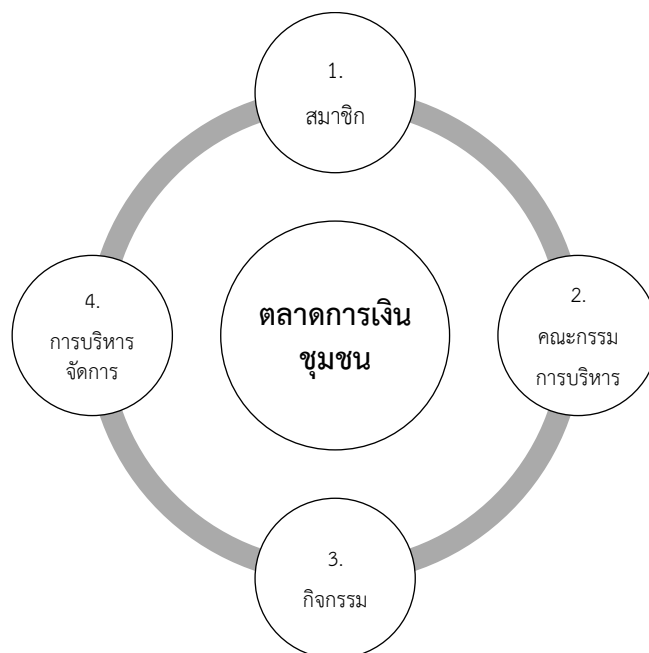 1.
สมาชิก
2.
คณะกรรม
การบริหาร
3.
กิจกรรม
4.
การบริหาร
จัดการ
ตลาดการเงิน
ชุมชน